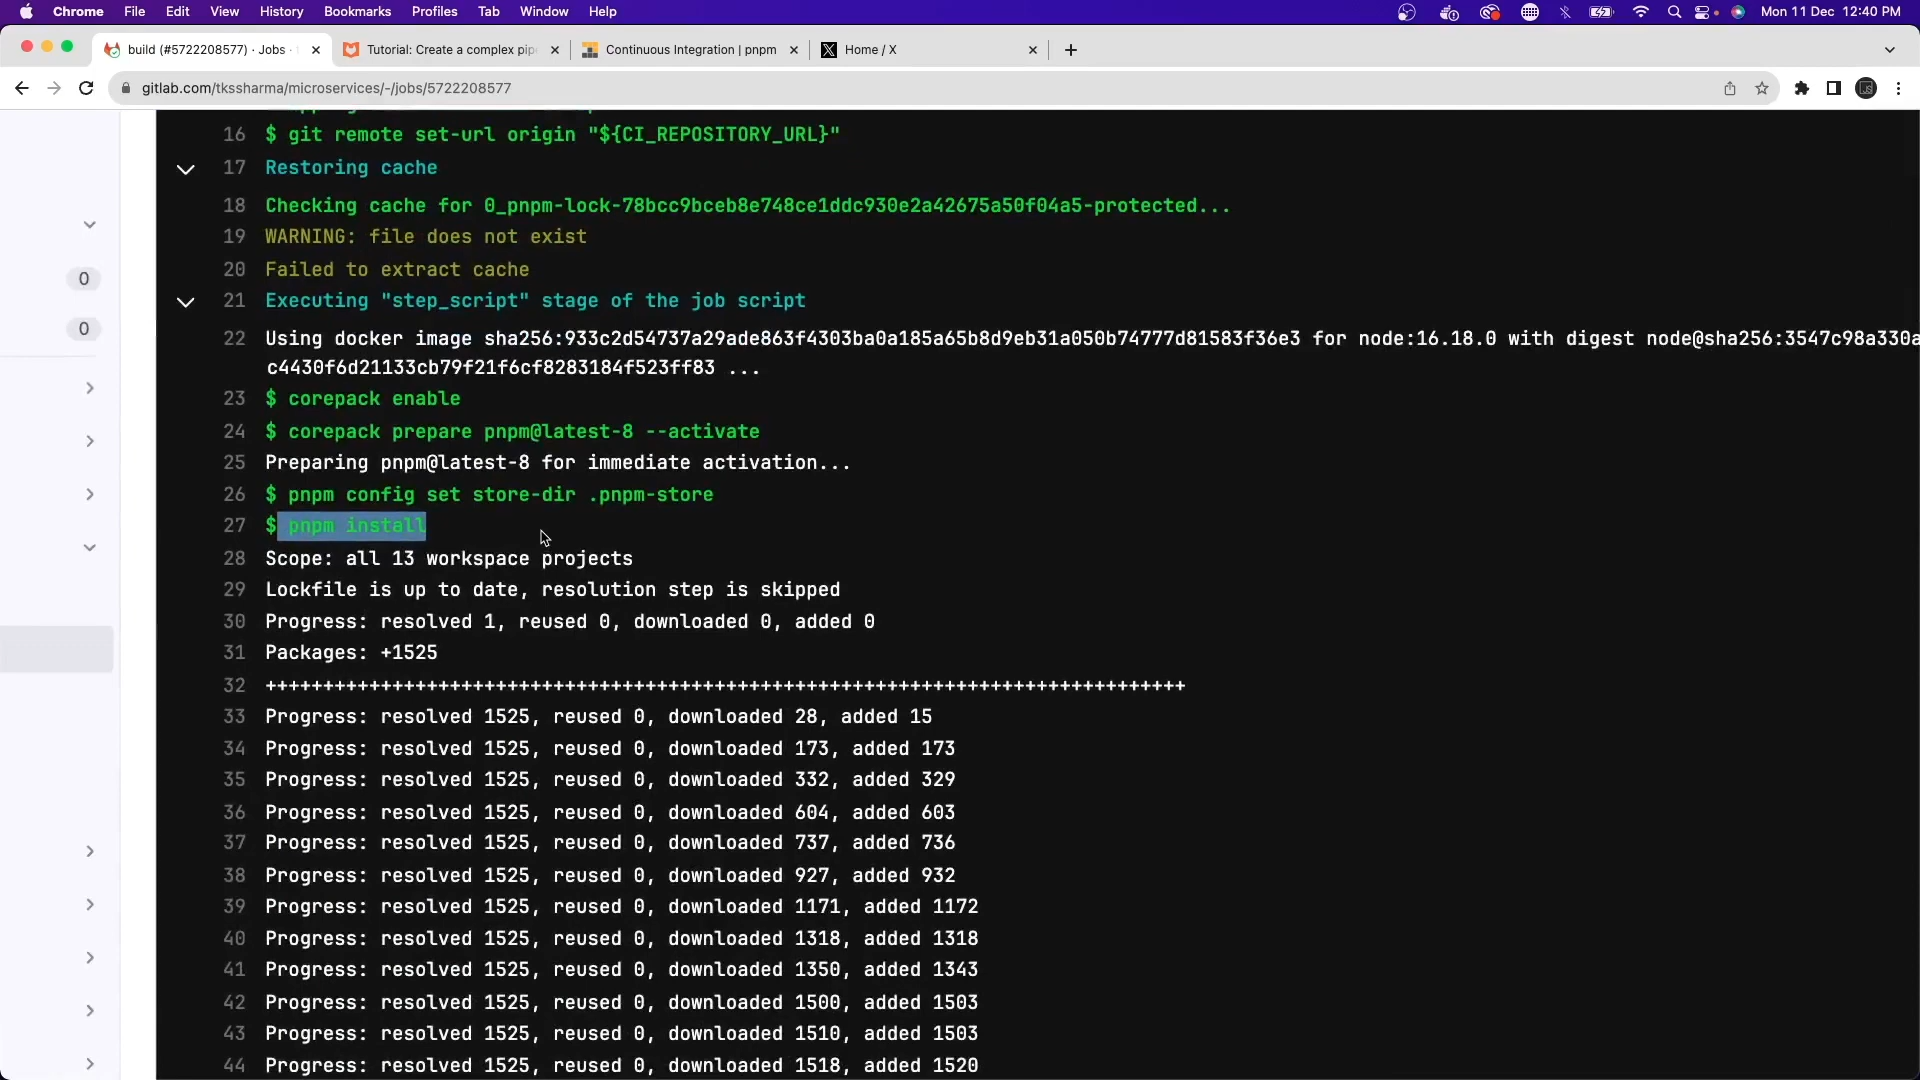 Chrome File Edit View History Bookmarks Profiles Tab Window Help Mon 11 Dec 12:40 PM
build (#5722208577) · Jobs · Tutorial: Create a complex pip Continuous Integration | pnpm Home / X
gitlab.com/tkssharma/microservices/-/jobs/5722208577
16 $ git remote set-url origin "${CI_REPOSITORY_URL}"
17 Restoring cache
18 Checking cache for 0_pnpm-lock-78bcc9bceb8e748ce1ddc930e2a42675a50f04a5-protected...
19 WARNING: file does not exist
20 Failed to extract cache
21 Executing "step_script" stage of the job script
22 Using docker image sha256:933c2d54737a29ade863f4303ba0a185a65b8d9eb31a050b74777d81583f36e3 for node:16.18.0 with digest node@sha256:3547c98a330a
c4430f6d21133cb79f21f6cf8283184f523ff83 ...
23 $ corepack enable
24 $ corepack prepare pnpm@latest-8 --activate
25 Preparing pnpm@latest-8 for immediate activation...
26 $ pnpm config set store-dir .pnpm-store
27 $ pnpm install
28 Scope: all 13 workspace projects
29 Lockfile is up to date, resolution step is skipped
30 Progress: resolved 1, reused 0, downloaded 0, added 0
31 Packages: +1525
32 ++++++++++++++++++++++++++++++++++++++++++++++++++++++++++++++++++++++++++++++++
33 Progress: resolved 1525, reused 0, downloaded 28, added 15
34 Progress: resolved 1525, reused 0, downloaded 173, added 173
35 Progress: resolved 1525, reused 0, downloaded 332, added 329
36 Progress: resolved 1525, reused 0, downloaded 604, added 603
37 Progress: resolved 1525, reused 0, downloaded 737, added 736
38 Progress: resolved 1525, reused 0, downloaded 927, added 932
39 Progress: resolved 1525, reused 0, downloaded 1171, added 1172
40 Progress: resolved 1525, reused 0, downloaded 1318, added 1318
41 Progress: resolved 1525, reused 0, downloaded 1350, added 1343
42 Progress: resolved 1525, reused 0, downloaded 1500, added 1503
43 Progress: resolved 1525, reused 0, downloaded 1510, added 1503
44 Progress: resolved 1525, reused 0, downloaded 1518, added 1520
0
0